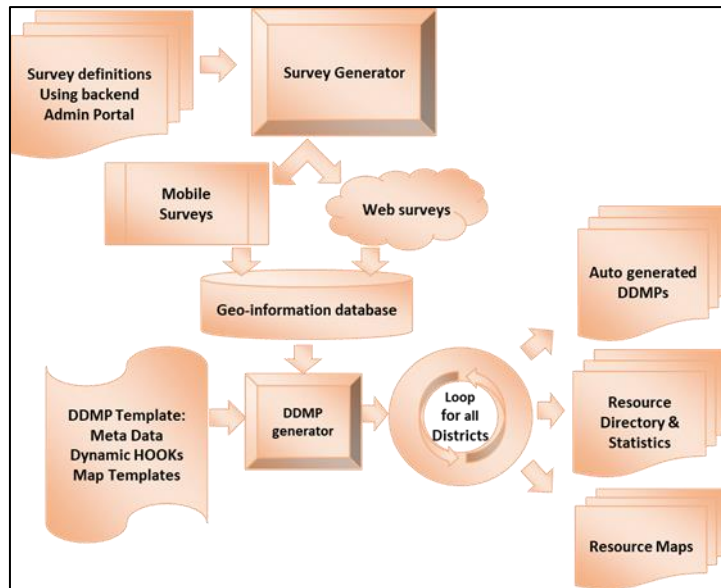 Survey definitions
Using backend
Admin Portal
Survey Generator
Mobile
Surveys
Web surveys
Geo-information database
DDMP Template:
Meta Data
Dynamic HOOKs
Map Templates
DDMP
generator
Loop
for all
Districts
Auto generated
DDMPs
Resource
Directory &
Statistics
Resource Maps